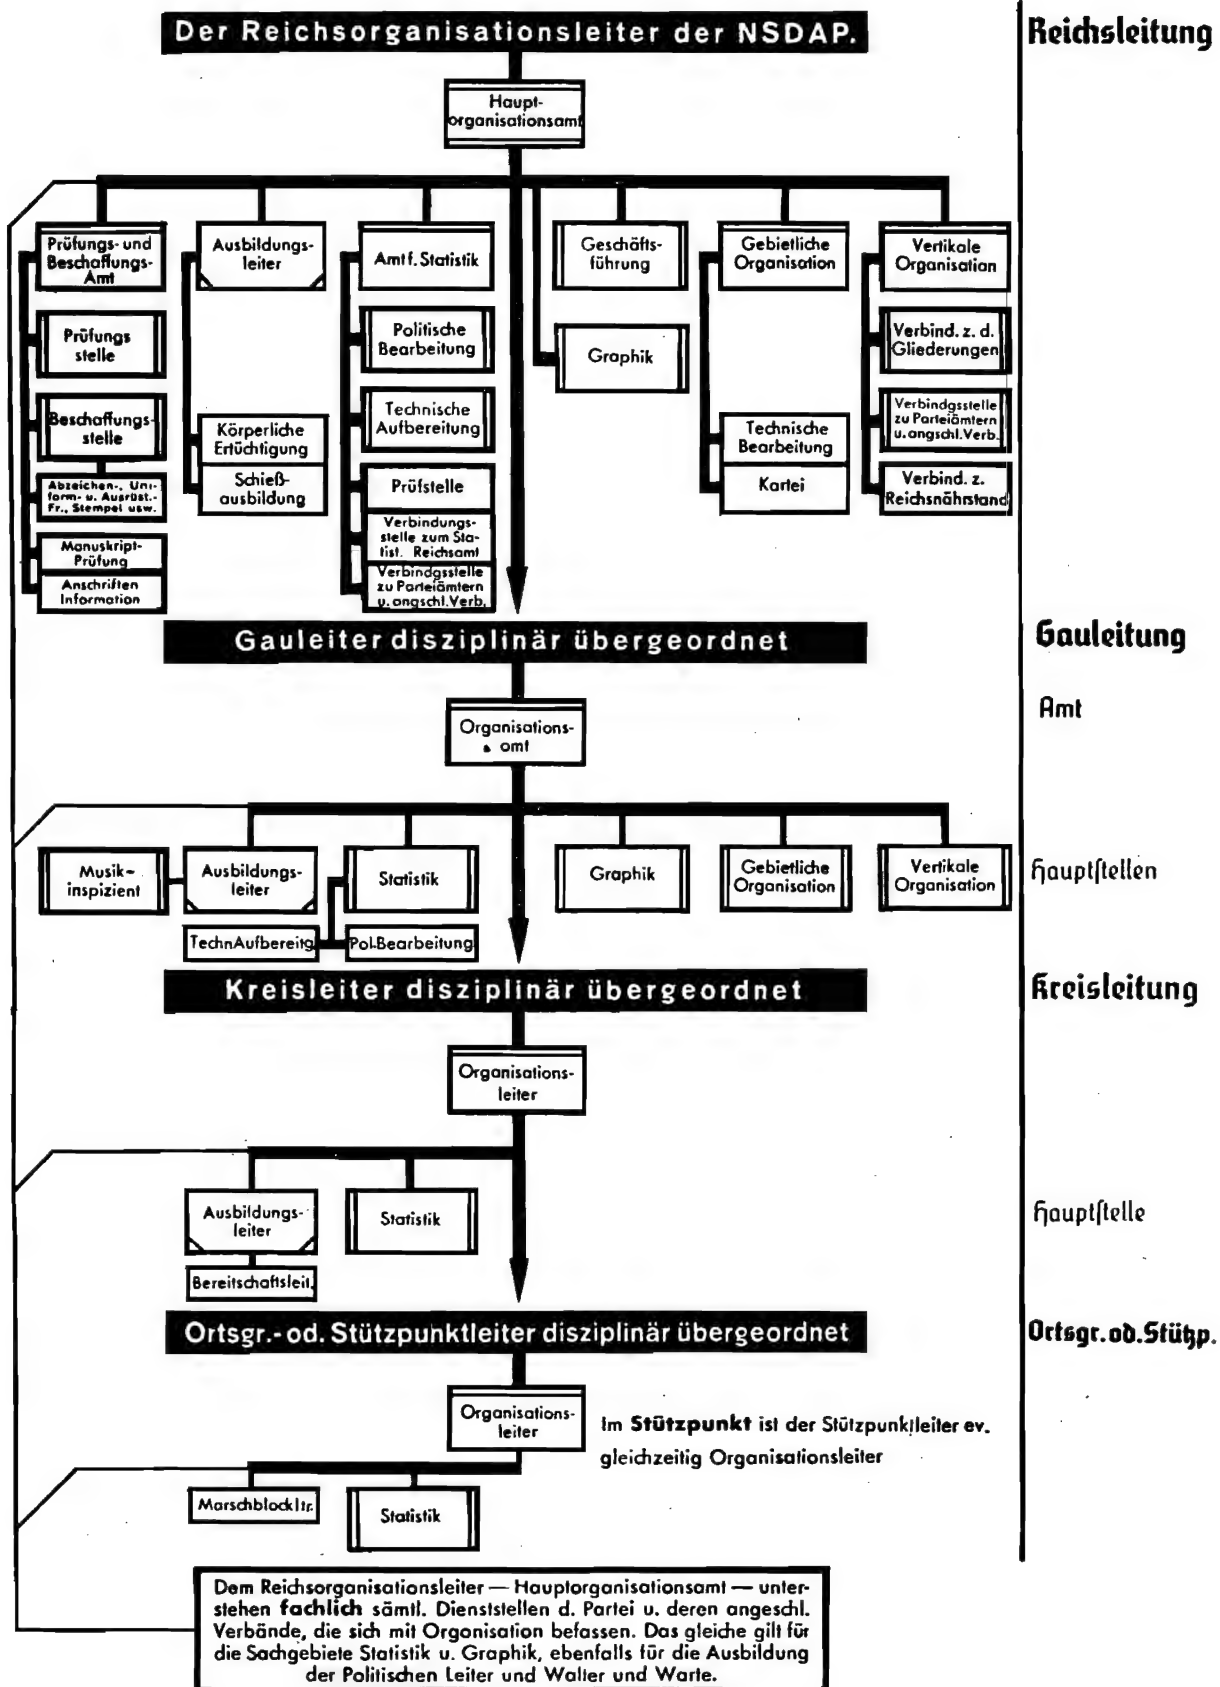 Der Reichsorganisationsleiter der NSDAP.
Reichsleitung
Haupt-
organisationsamt
Prüfungs- und
Beschaffungs-
Amt
Ausbildungs-
leiter
Amt f. Statistik
Geschäfts-
führung
Gebietliche
Organisation
Vertikale
Organisation
Prüfungs
stelle
Politische
Bearbeitung
Graphik
Verbind. z. d.
Gliederungen
Beschaffungs-
stelle
Körperliche
Ertüchtigung
Technische
Aufbereitung
Technische
Bearbeitung
Verbindgsstelle
zu Parteiämtern
u. angschl. Verb.
Abzeichen-, Uni-
form- u. Ausrüst.-
Fr., Stempel usw.
Schieß-
ausbildung
Prüfstelle
Kartei
Verbind. z.
Reichsnährstand
Manuskript-
Prüfung
Verbindungs-
stelle zum Sta-
tist. Reichsamt
Anschriften
Information
Verbindgsstelle
zu Parteiämtern
u. angschl. Verb.
Gauleiter disziplinär übergeordnet
Gauleitung
Organisations-
amt
Amt
Musik-
inspizient
Ausbildungs-
leiter
Statistik
Graphik
Gebietliche
Organisation
Vertikale
Organisation
Hauptstellen
Techn Aufbereitg.
Pol-Bearbeitung
Kreisleiter disziplinär übergeordnet
Kreisleitung
Organisations-
leiter
Ausbildungs-
leiter
Statistik
Hauptstelle
Bereitschaftsleit.
Ortsgr.- od. Stützpunktleiter disziplinär übergeordnet
Ortsgr. od. Stützp.
Organisations-
leiter
Im Stützpunkt ist der Stützpunktleiter ev.
gleichzeitig Organisationsleiter
Marschblockltr.
Statistik
Dem Reichsorganisationsleiter — Hauptorganisationsamt — unter-
stehen fachlich sämtl. Dienststellen d. Partei u. deren angeschl.
Verbände, die sich mit Organisation befassen. Das gleiche gilt für
die Sachgebiete Statistik u. Graphik, ebenfalls für die Ausbildung
der Politischen Leiter und Walter und Warte.